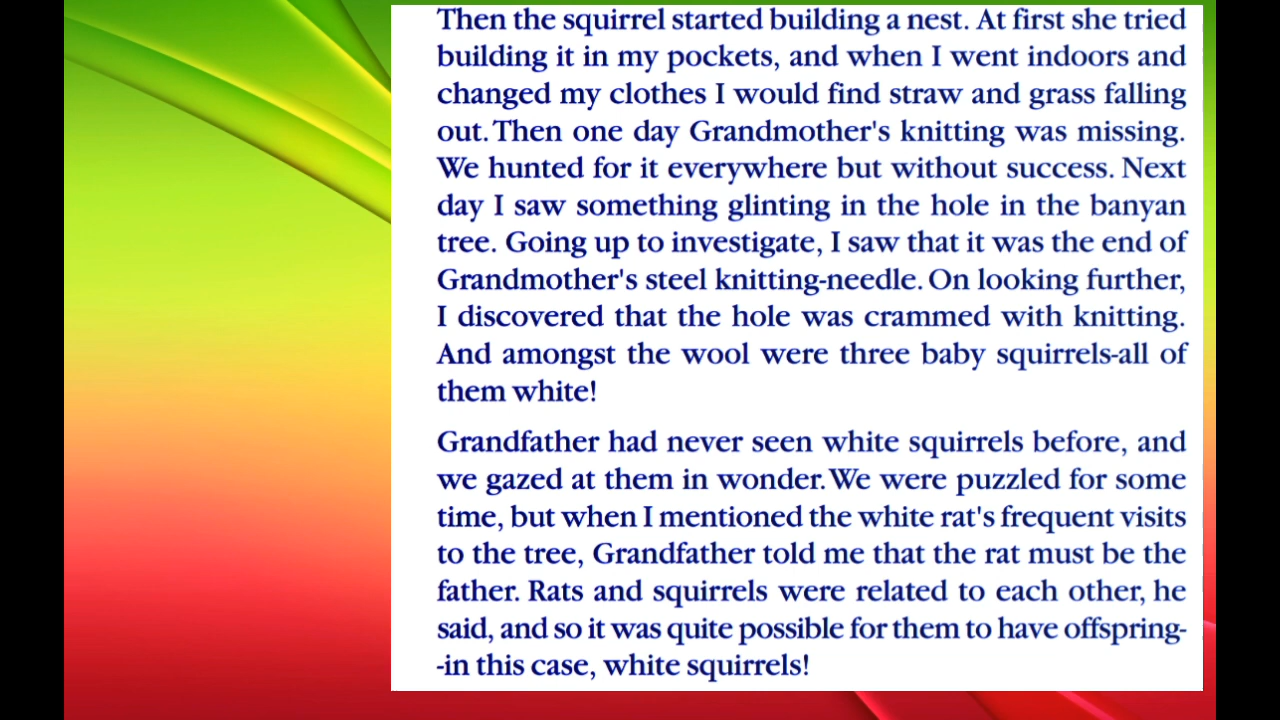 Then the squirrel started building a nest. At first she tried
building it in my pockets, and when I went indoors and
changed my clothes I would find straw and grass falling
out. Then one day Grandmother's knitting was missing.
We hunted for it everywhere but without success. Next
day I saw something glinting in the hole in the banyan
tree. Going up to investigate, I saw that it was the end of
Grandmother's steel knitting-needle. On looking further,
I discovered that the hole was crammed with knitting.
And amongst the wool were three baby squirrels-all of
them white!
Grandfather had never seen white squirrels before, and
we gazed at them in wonder. We were puzzled for some
time, but when I mentioned the white rat's frequent visits
to the tree, Grandfather told me that the rat must be the
father. Rats and squirrels were related to each other, he
said, and so it was quite possible for them to have offspring-
-in this case, white squirrels!